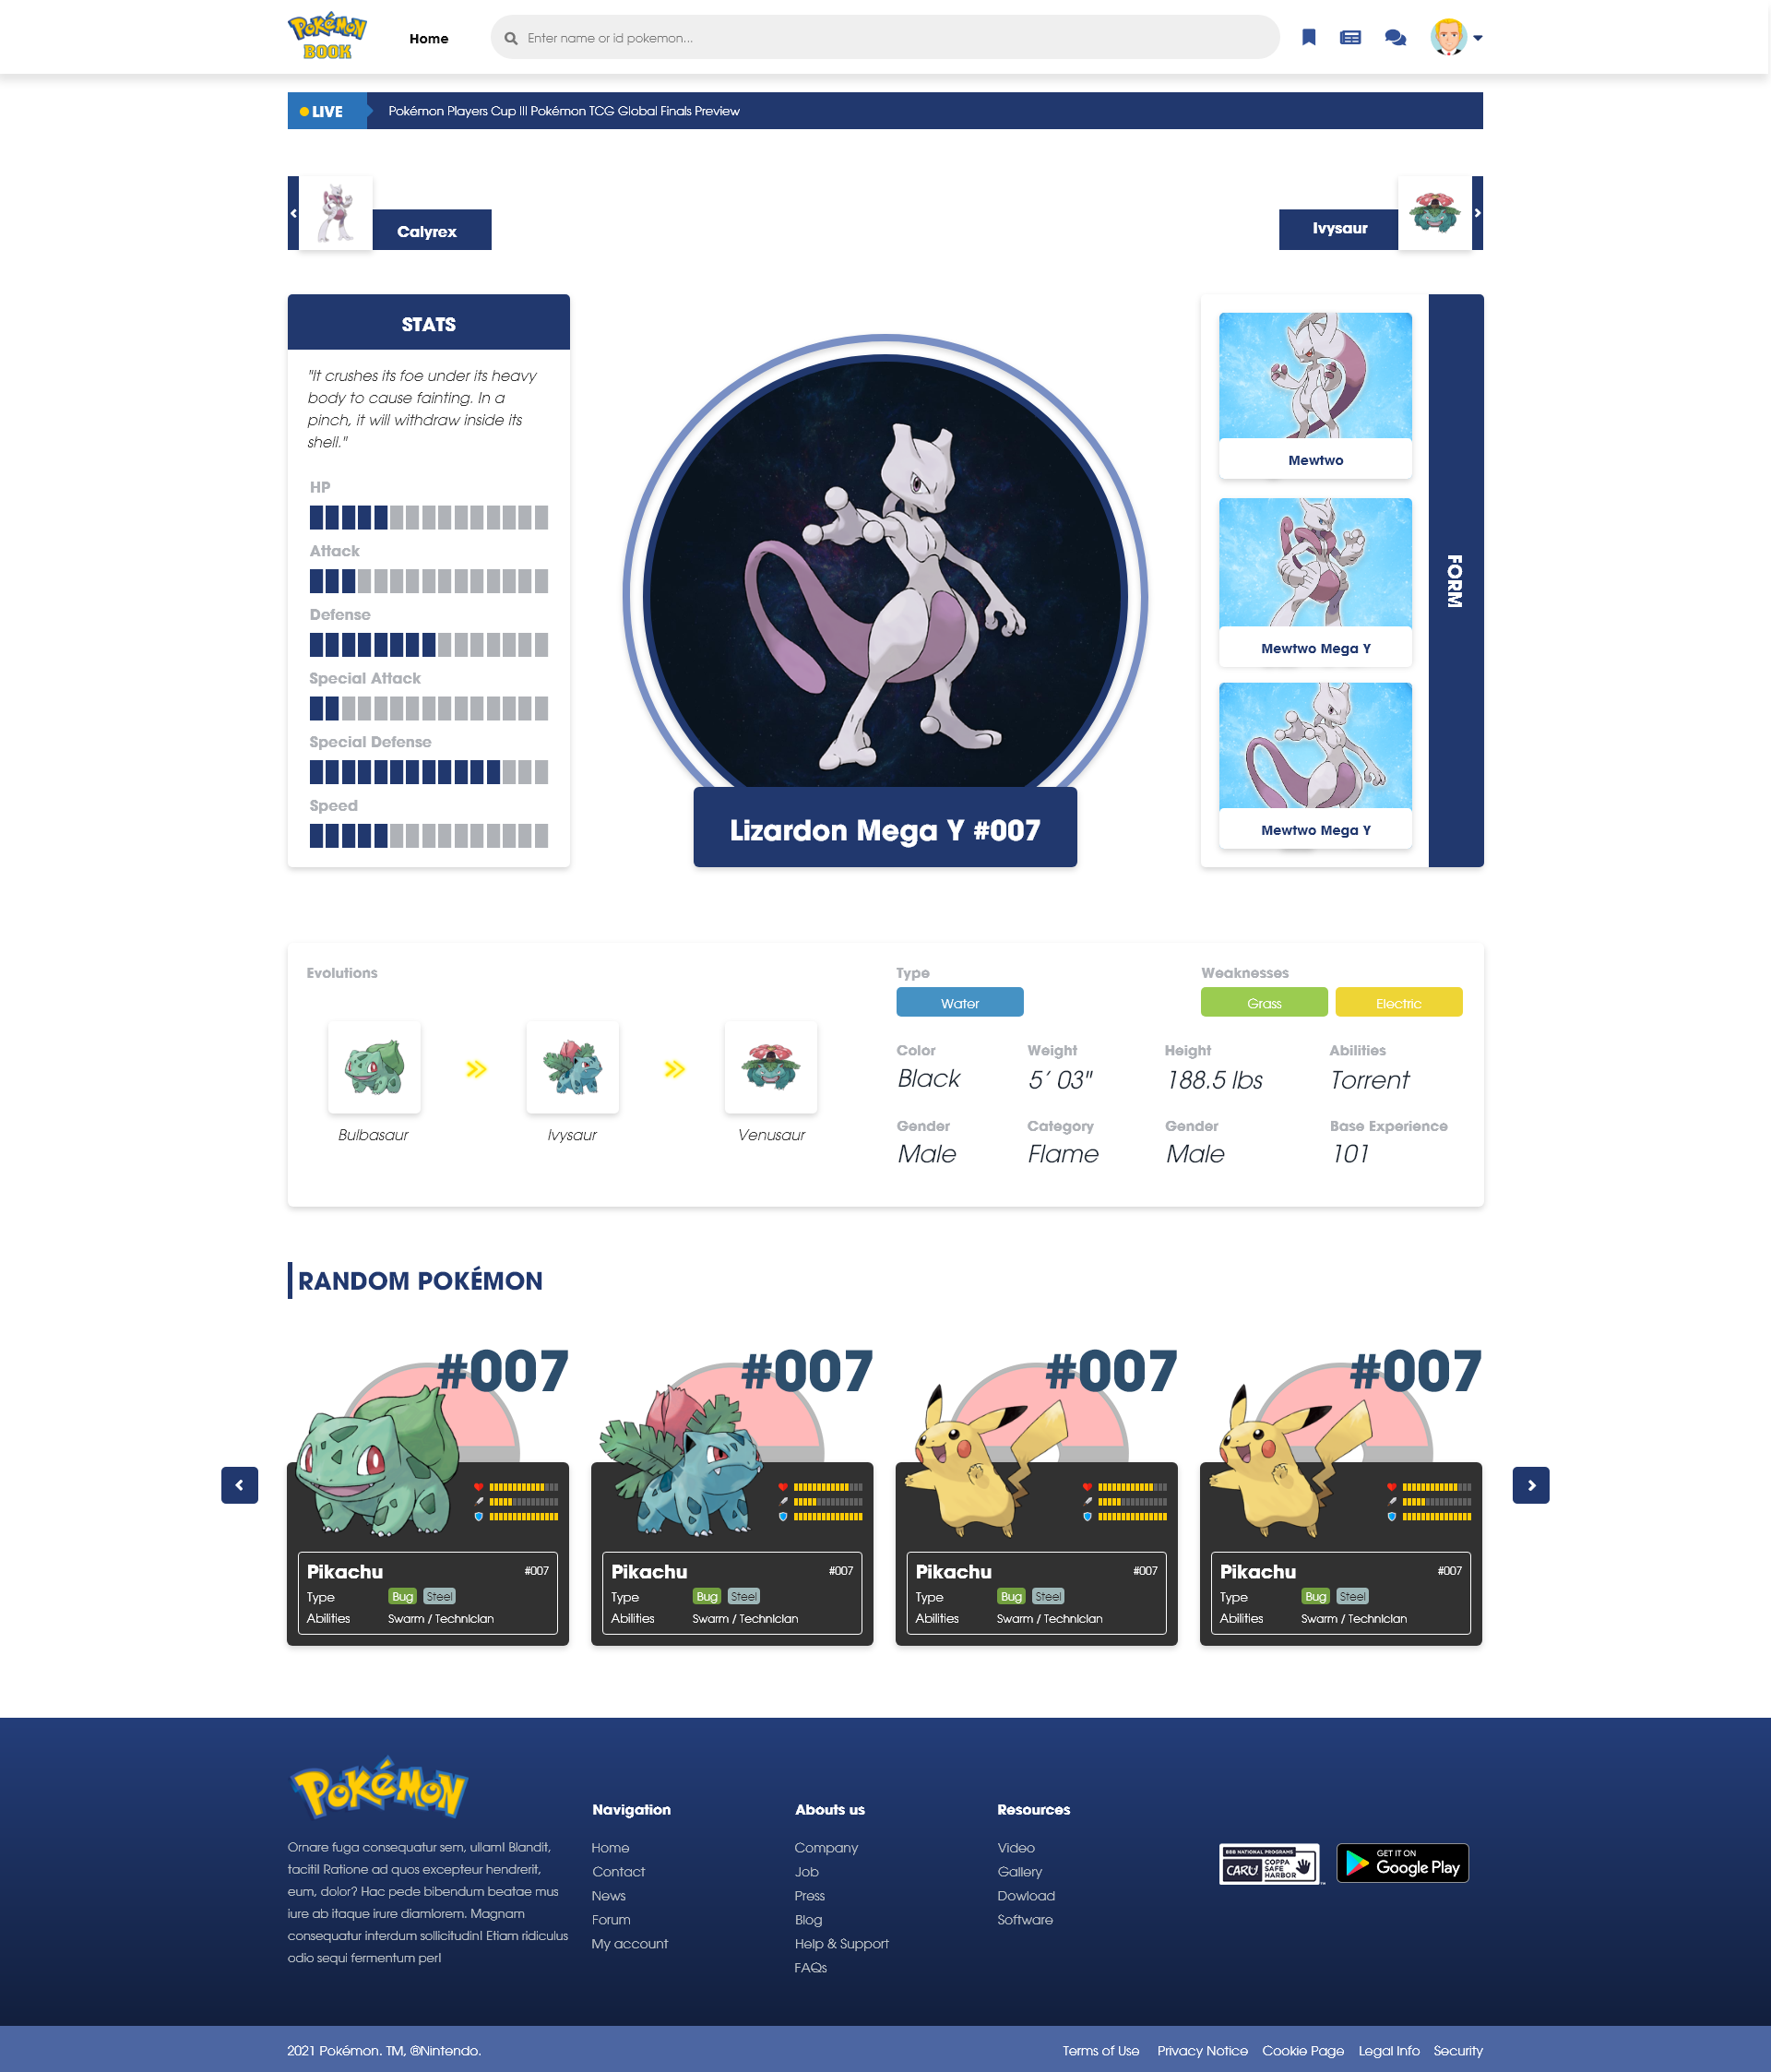 POKéMON
BOOK
Home
Enter name or id pokemon...
LIVE
Pokémon Players Cup III Pokémon TCG Global Finals Preview
Calyrex
Ivysaur
STATS
"It crushes its foe under its heavy
body to cause fainting. In a
pinch, it will withdraw inside its
shell."
HP
Attack
Defense
Special Attack
Special Defense
Speed
Lizardon Mega Y #007
Mewtwo
Mewtwo Mega Y
Mewtwo Mega Y
FORM
Evolutions
Bulbasaur
Ivysaur
Venusaur
Type
Water
Weaknesses
Grass
Electric
Color
Weight
Height
Abilities
Black
5’ 03"
188.5 lbs
Torrent
Gender
Category
Gender
Base Experience
Male
Flame
Male
101
RANDOM POKÉMON
#007
Pikachu #007
Type Bug Steel
Abilities Swarm / Technician
#007
Pikachu #007
Type Bug Steel
Abilities Swarm / Technician
#007
Pikachu #007
Type Bug Steel
Abilities Swarm / Technician
#007
Pikachu #007
Type Bug Steel
Abilities Swarm / Technician
POKéMON
Ornare fuga consequatur sem, ullam! Blandit,
taciti! Ratione ad quos excepteur hendrerit,
eum, dolor? Hac pede bibendum beatae mus
iure ab itaque irure diamlorem. Magnam
consequatur interdum sollicitudin! Etiam ridiculus
odio sequi fermentum per!
Navigation
Home
Contact
News
Forum
My account
Abouts us
Company
Job
Press
Blog
Help & Support
FAQs
Resources
Video
Gallery
Dowload
Software
BBB NATIONAL PROGRAMS
CARU
COPPA
SAFE
HARBOR
TM
GET IT ON
Google Play
2021 Pokémon. TM, ®Nintendo.
Terms of Use
Privacy Notice
Cookie Page
Legal Info
Security